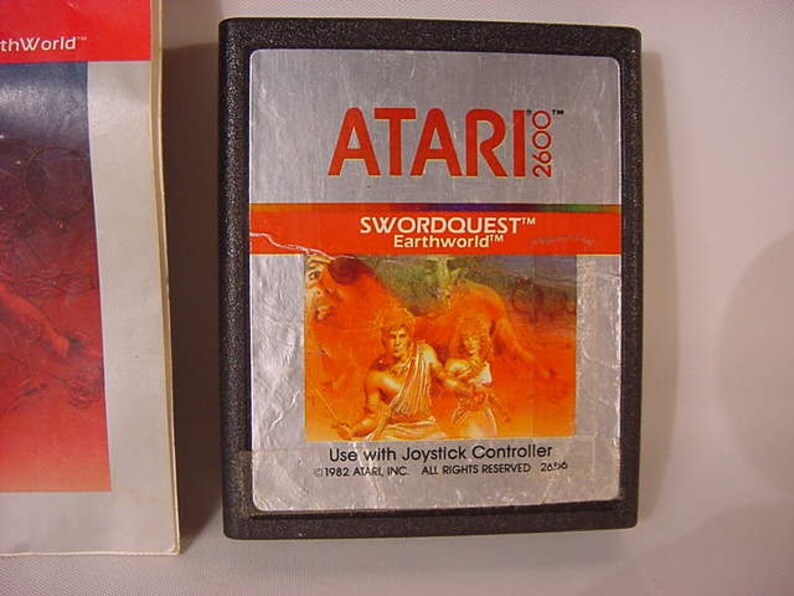 thWorld™
ATARI® 2600™
SWORDQUEST™
Earthworld™
Use with Joystick Controller
©1982 ATARI, INC. ALL RIGHTS RESERVED 2656